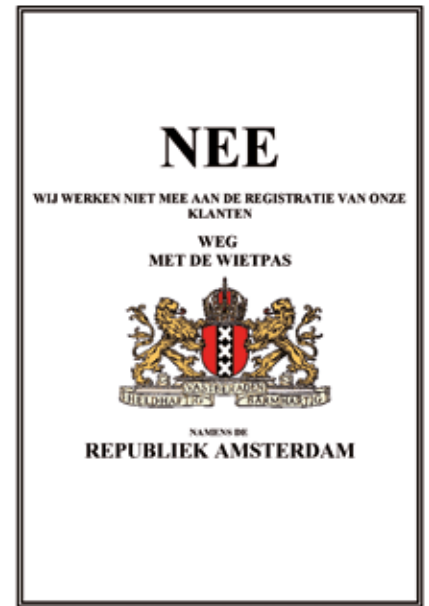 NEE
WIJ WERKEN NIET MEE AAN DE REGISTRATIE VAN ONZE
KLANTEN
WEG
MET DE WIETPAS
VASTBERADEN
HELDHAFTIG
BARMHARTIG
NAMENS DE
REPUBLIEK AMSTERDAM